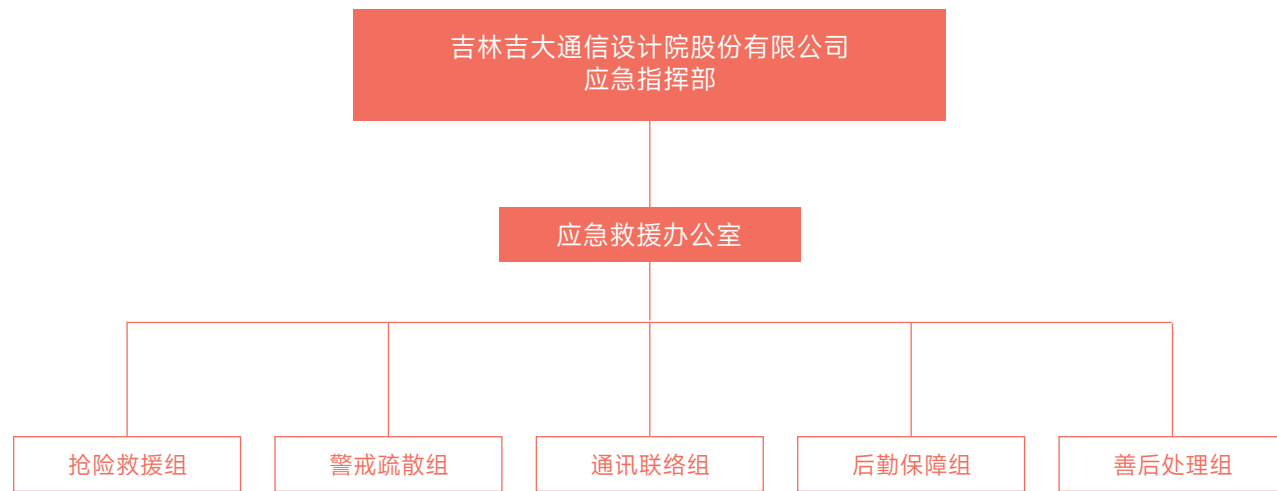 吉林吉大通信设计院股份有限公司
应急指挥部
应急救援办公室
抢险救援组
警戒疏散组
通讯联络组
后勤保障组
善后处理组